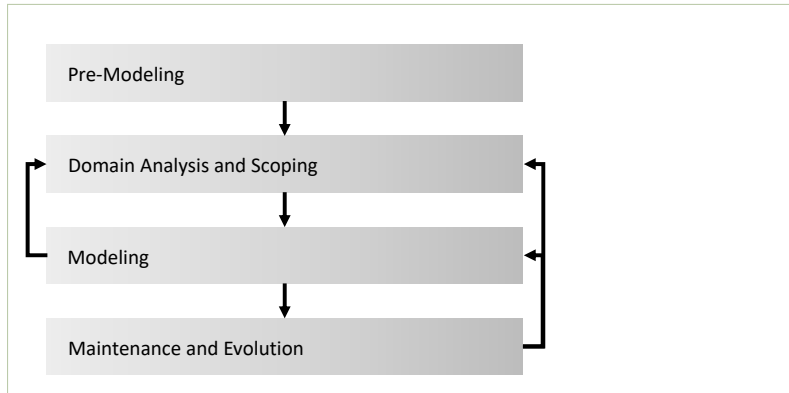 Pre-Modeling
Domain Analysis and Scoping
Modeling
Maintenance and Evolution